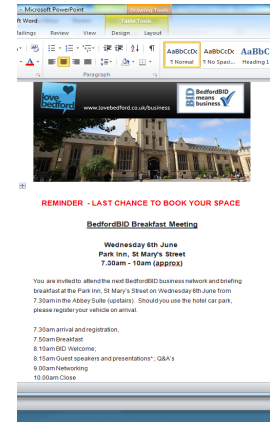 - Microsoft PowerPoint
Drawing Tools
ft Word
Table Tools
Mailings Review View Design Layout
AaBbCcDc AaBbCcDc AaBbC
¶ Normal ¶ No Spaci... Heading 1
Paragraph
love
bedford
www.lovebedford.co.uk/business
BID
BedfordBID
means
business
REMINDER - LAST CHANCE TO BOOK YOUR SPACE
BedfordBID Breakfast Meeting
Wednesday 6th June
Park Inn, St Mary's Street
7.30am - 10am (approx)
You are invited to attend the next BedfordBID business network and briefing
breakfast at the Park Inn, St Mary's Street on Wednesday 6th June from
7.30am in the Abbey Suite (upstairs). Should you use the hotel car park,
please register your vehicle on arrival.
7.30am arrival and registration,
7.50am Breakfast
8.10am BID Welcome;
8.15am Guest speakers and presentations*; Q&A's
9.00am Networking
10.00am Close